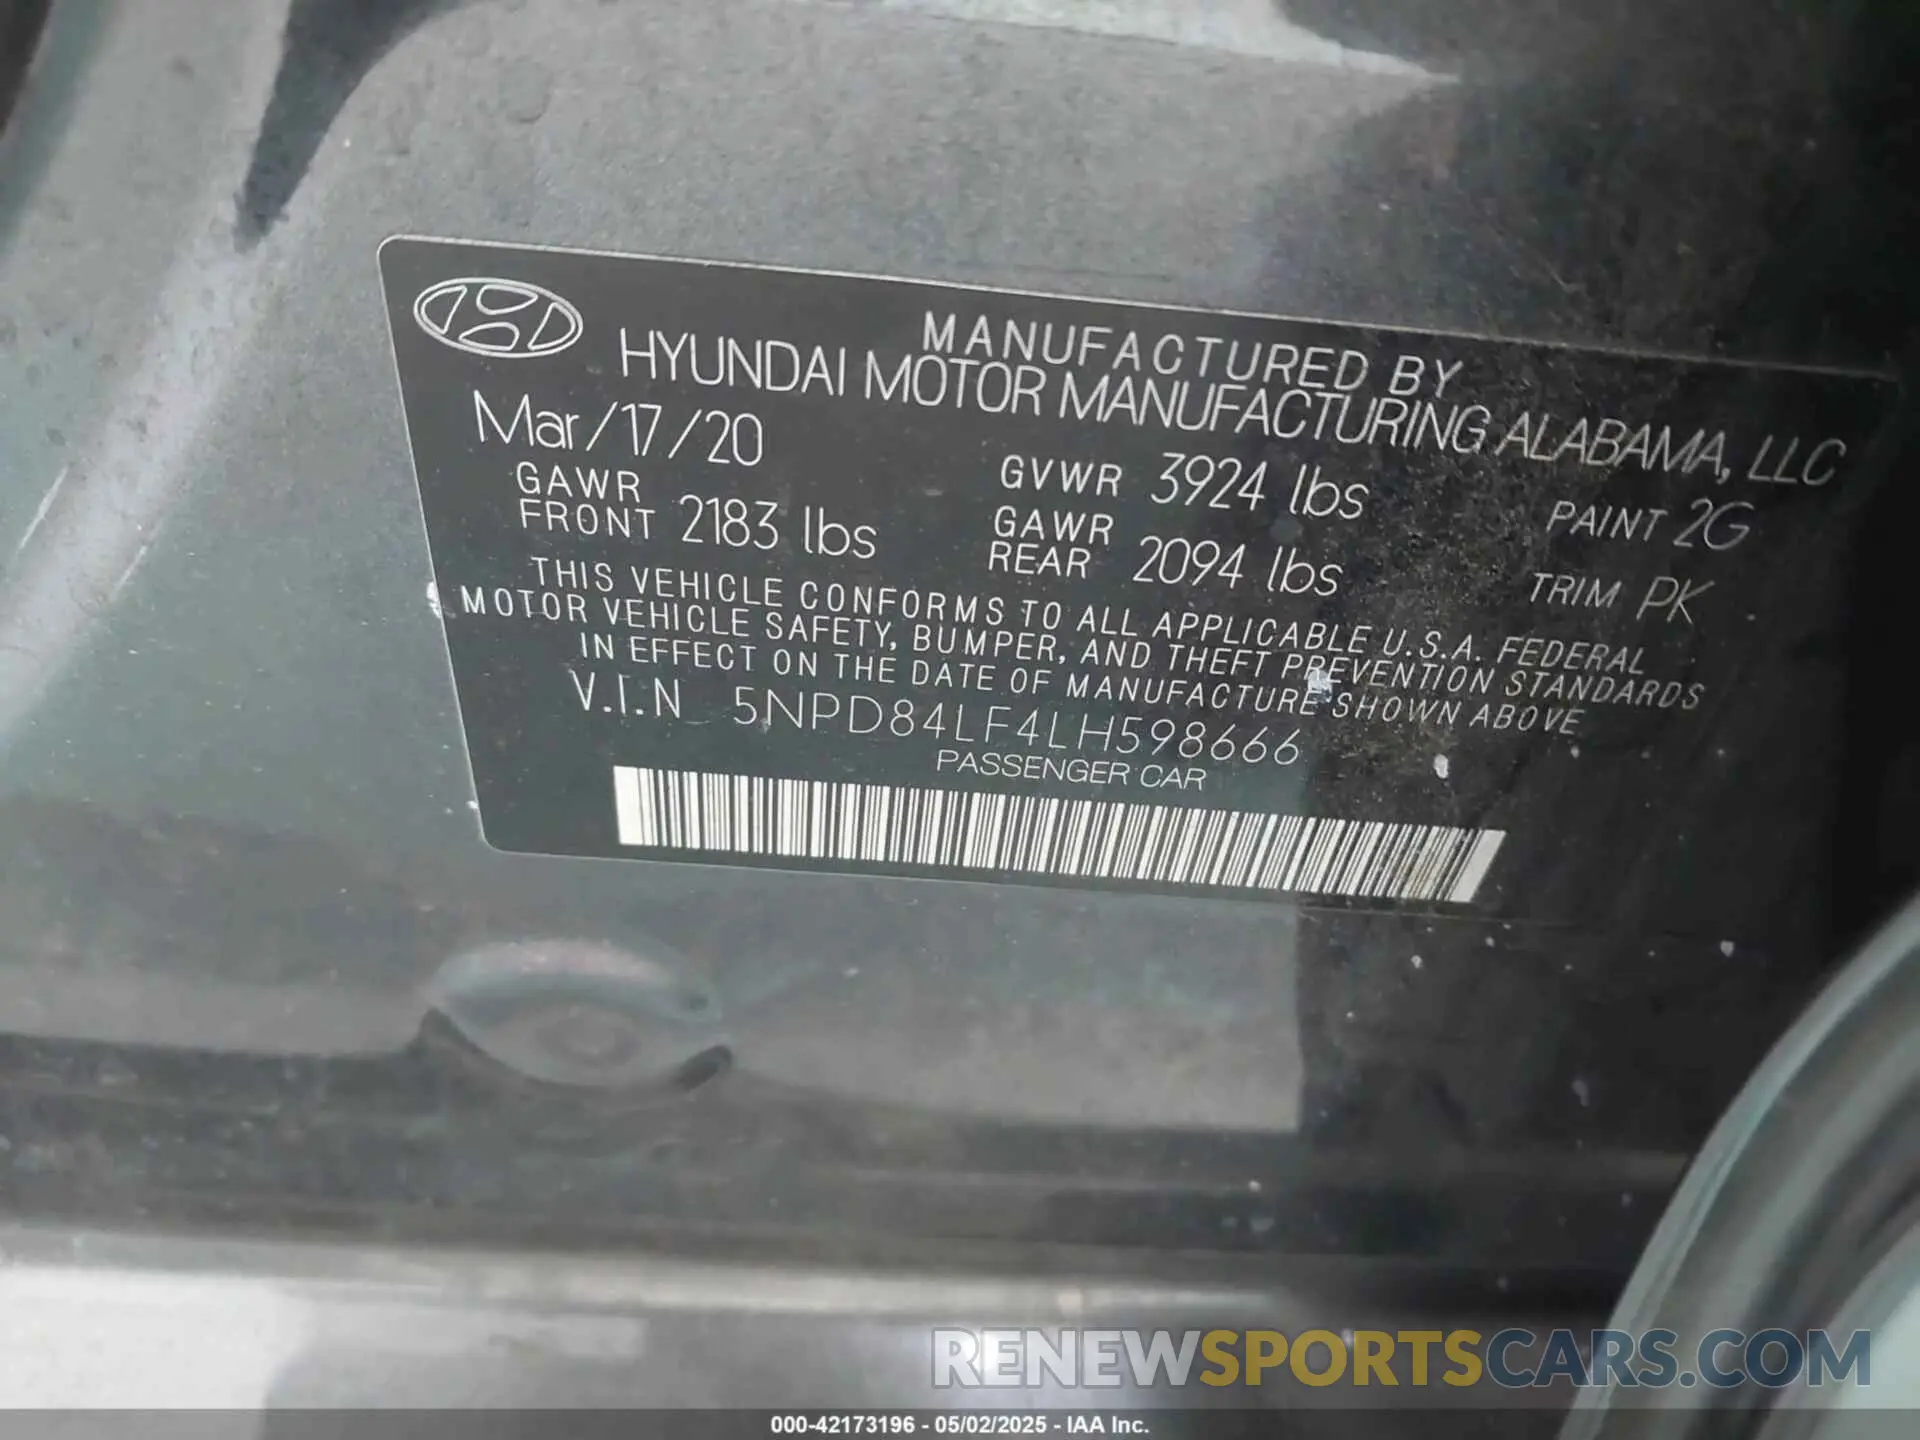 MANUFACTURED BY
HYUNDAI MOTOR MANUFACTURING ALABAMA, LLC
Mar/17/20
GVWR 3924 lbs
PAINT 2G
GAWR
FRONT 2183 lbs
GAWR
REAR 2094 lbs
TRIM PK
THIS VEHICLE CONFORMS TO ALL APPLICABLE U.S.A. FEDERAL
MOTOR VEHICLE SAFETY, BUMPER, AND THEFT PREVENTION STANDARDS
IN EFFECT ON THE DATE OF MANUFACTURE SHOWN ABOVE
V.I.N 5NPD84LF4LH598666
PASSENGER CAR
RENEWSPORTSCARS.COM
000-42173196 - 05/02/2025 - IAA Inc.